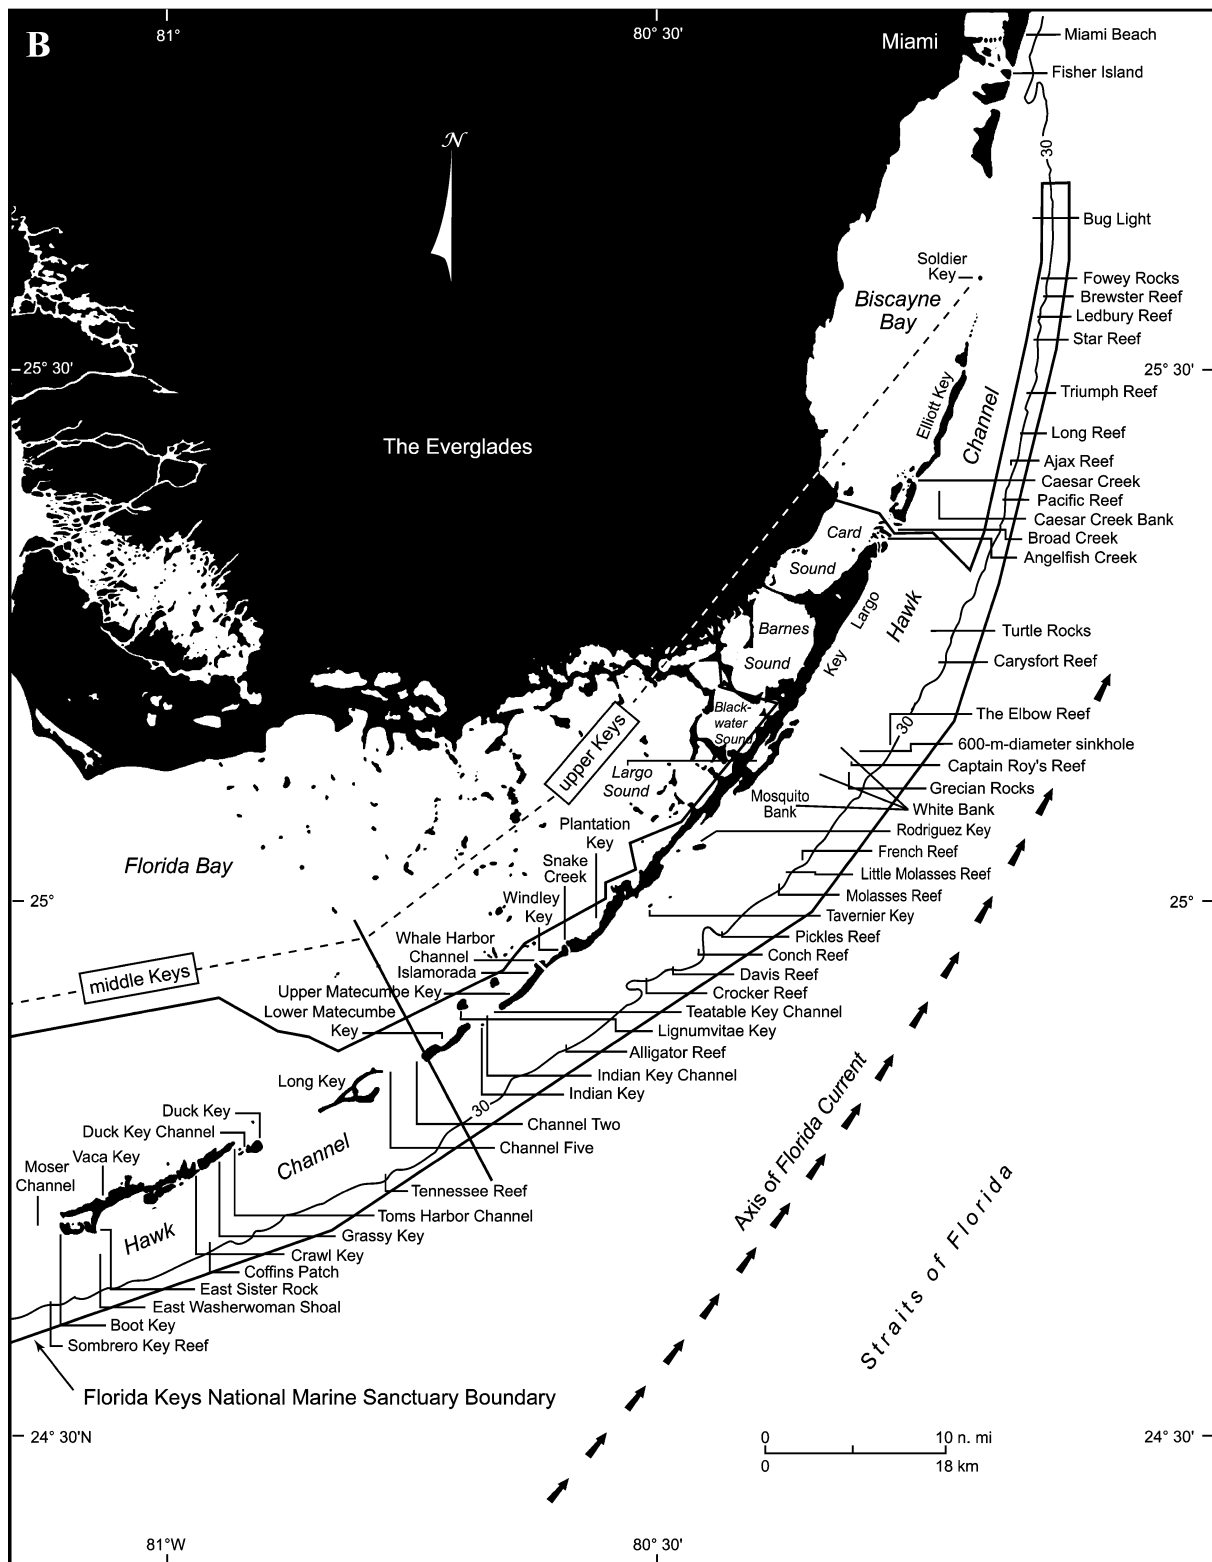 B
81°
80° 30'
Miami
Miami Beach
Fisher Island
N
30
Bug Light
Soldier
Key
Fowey Rocks
Biscayne
Bay
Brewster Reef
Ledbury Reef
Star Reef
25° 30'
25° 30'
Triumph Reef
Elliott Key
Channel
The Everglades
Long Reef
Ajax Reef
Caesar Creek
Pacific Reef
Caesar Creek Bank
Card
Sound
Broad Creek
Angelfish Creek
Largo
Key
Hawk
Barnes
Sound
Turtle Rocks
Carysfort Reef
Black-
water
Sound
upper Keys
30
The Elbow Reef
600-m-diameter sinkhole
Largo
Sound
Captain Roy's Reef
Grecian Rocks
Mosquito
Bank
White Bank
Plantation
Key
Rodriguez Key
Florida Bay
Snake
Creek
French Reef
Little Molasses Reef
Molasses Reef
25°
25°
Windley
Key
Tavernier Key
Whale Harbor
Channel
Pickles Reef
Conch Reef
Islamorada
Davis Reef
middle Keys
Upper Matecumbe Key
Crocker Reef
Lower Matecumbe
Key
Teatable Key Channel
Lignumvitae Key
Alligator Reef
Long Key
Indian Key Channel
Indian Key
30
Duck Key
Channel Two
Duck Key Channel
Channel
Channel Five
Axis of Florida Current
Vaca Key
Moser
Channel
Tennessee Reef
Toms Harbor Channel
Hawk
Grassy Key
Crawl Key
Coffins Patch
Straits of Florida
East Sister Rock
East Washerwoman Shoal
Boot Key
Sombrero Key Reef
Florida Keys National Marine Sanctuary Boundary
24° 30'N
24° 30'
0 10 n. mi
0 18 km
81°W
80° 30'